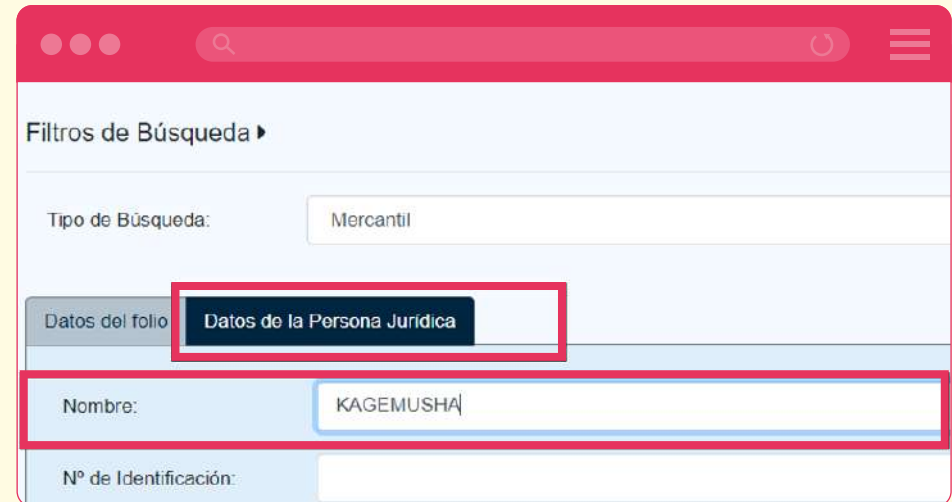 Filtros de Búsqueda
Tipo de Búsqueda: Mercantil
Datos del folio Datos de la Persona Jurídica
Nombre: KAGEMUSHA
Nº de Identificación: